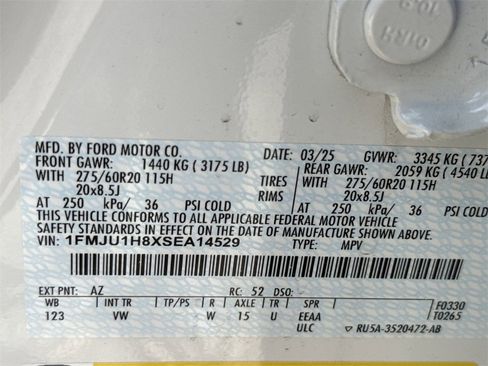 10.9
01RH
MFD. BY FORD MOTOR CO. DATE: 03/25 GVWR: 3345 KG ( 737
FRONT GAWR: 1440 KG ( 3175 LB) REAR GAWR: 2059 KG ( 4540 LB
WITH 275/60R20 115H TIRES WITH 275/60R20 115H
20x8.5J RIMS 20x8.5J
AT 250 kPa/ 36 PSI COLD AT 250 kPa/ 36 PSI COLD
THIS VEHICLE CONFORMS TO ALL APPLICABLE FEDERAL MOTOR VEHICLE
SAFETY STANDARDS IN EFFECT ON THE DATE OF MANUFACTURE SHOWN ABOVE.
VIN: 1FMJU1H8XSEA14529 TYPE: MPV
EXT PNT: AZ RC: 52 DSO:
WB INT TR TP/PS R AXLE TR SPR F0330
123 VW W 15 U EEAA T0265
ULC RU5A-3520472-AB